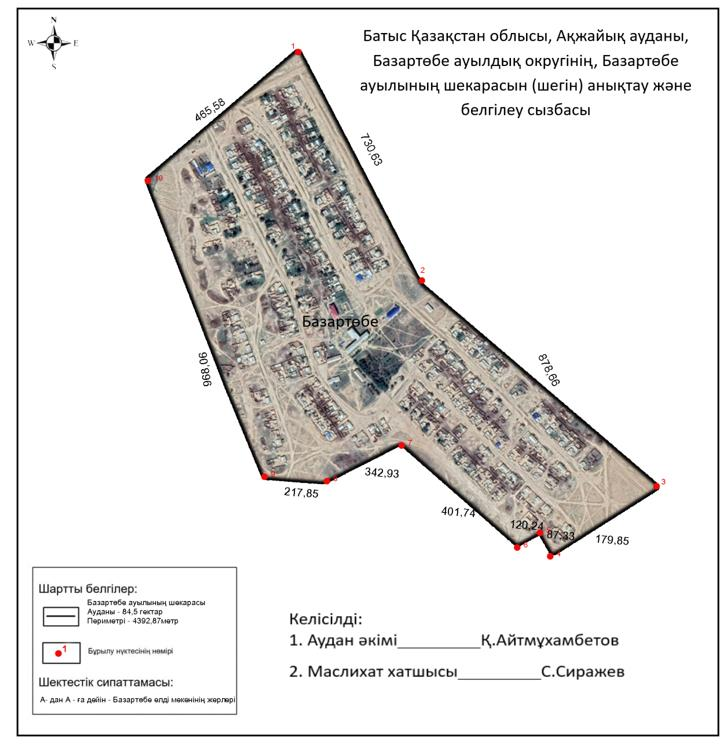 N
W E
S
Батыс Қазақстан облысы, Ақжайық ауданы,
Базартөбе ауылдық округінің, Базартөбе
ауылының шекарасын (шегін) анықтау және
белгілеу сызбасы
1
465,58
730,63
10
2
Базартөбе
968,06
878,66
7
342,93
3
217,85
401,74
120,24
87,33
179,85
6
Шартты белгілер:
Базартөбе ауылының шекарасы
Ауданы - 84,5 гектар
Периметрі - 4392,87метр
1
Бұрылу нүктесінің нөмірі
Шектестік сипаттамасы:
А- дан А - ға дейін - Базартөбе елді мекенінің жерлері
Келісілді:
1. Аудан әкімі__________Қ.Айтмұхамбетов
2. Маслихат хатшысы__________С.Сиражев